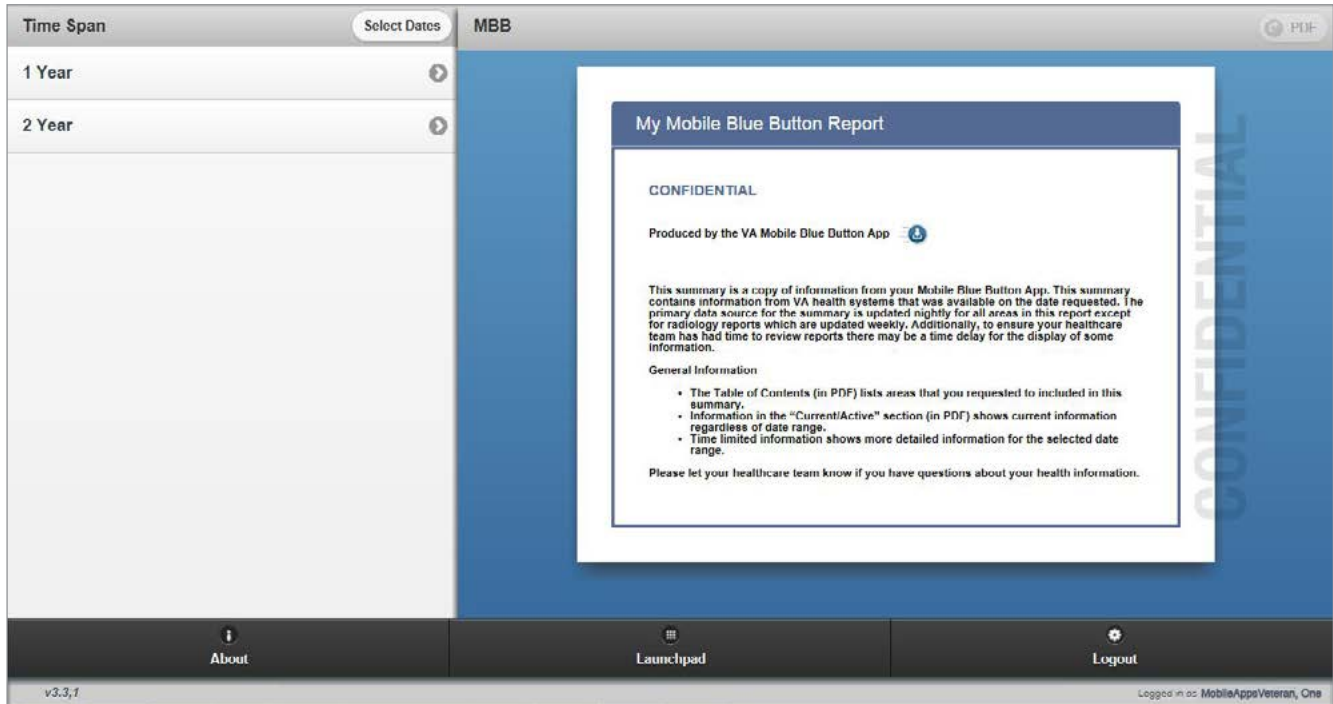 Time Span
Select Dates
MBB
PDF
1 Year
2 Year
My Mobile Blue Button Report
CONFIDENTIAL
Produced by the VA Mobile Blue Button App
This summary is a copy of information from your Mobile Blue Button App. This summary
contains information from VA health systems that was available on the date requested. The
primary data source for the summary is updated nightly for all areas in this report except
for radiology reports which are updated weekly. Additionally, to ensure your healthcare
team has had time to review reports there may be a time delay for the display of some
information.
General Information
• The Table of Contents (in PDF) lists areas that you requested to included in this
summary.
• Information in the “Current/Active” section (in PDF) shows current information
regardless of date range.
• Time limited information shows more detailed information for the selected date
range.
Please let your healthcare team know if you have questions about your health information.
CONFIDENTIAL
About
Launchpad
Logout
v3.3,1
Logged in as MobileAppsVeteran, One